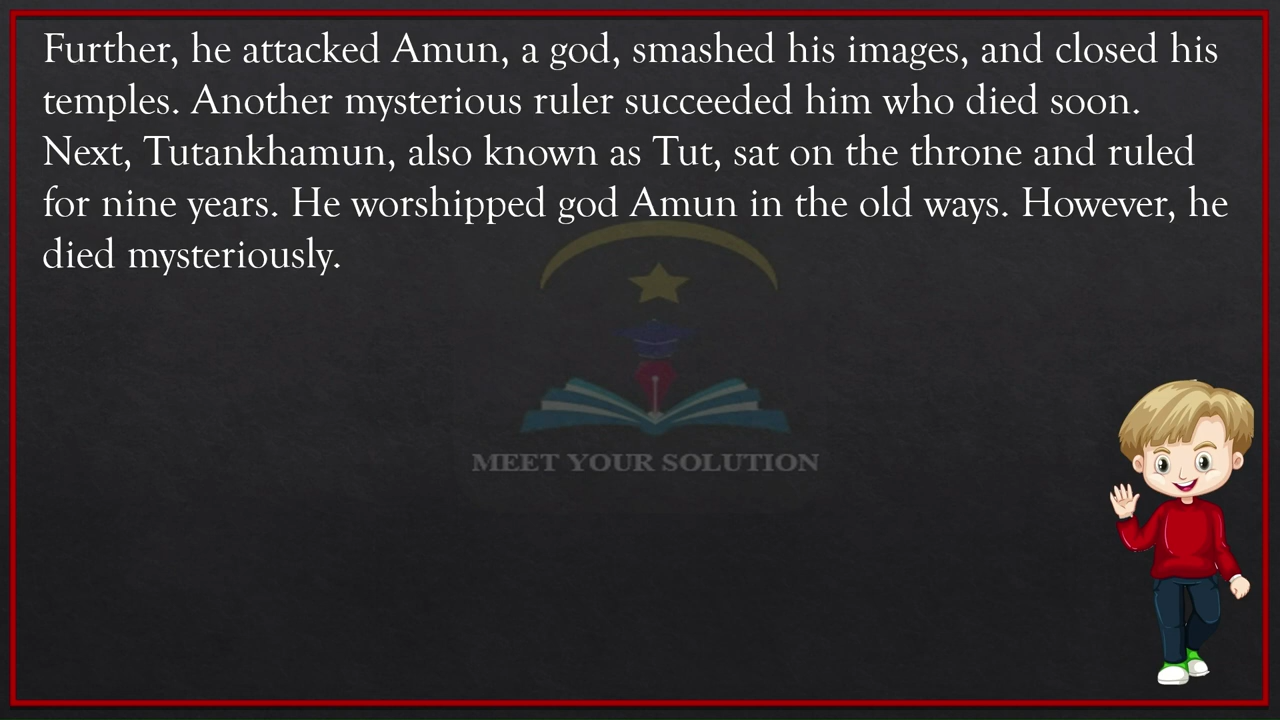 Further, he attacked Amun, a god, smashed his images, and closed his
temples. Another mysterious ruler succeeded him who died soon.
Next, Tutankhamun, also known as Tut, sat on the throne and ruled
for nine years. He worshipped god Amun in the old ways. However, he
died mysteriously.
MEET YOUR SOLUTION